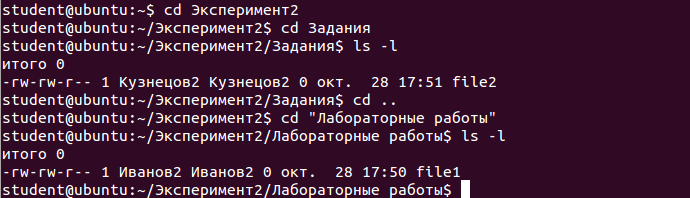 student@ubuntu:~$ cd Эксперимент2
student@ubuntu:~/Эксперимент2$ cd Задания
student@ubuntu:~/Эксперимент2/Задания$ ls -l
итого 0
-rw-rw-r-- 1 Кузнецов2 Кузнецов2 0 окт.  28 17:51 file2
student@ubuntu:~/Эксперимент2/Задания$ cd ..
student@ubuntu:~/Эксперимент2$ cd "Лабораторные работы"
student@ubuntu:~/Эксперимент2/Лабораторные работы$ ls -l
итого 0
-rw-rw-r-- 1 Иванов2 Иванов2 0 окт.  28 17:50 file1
student@ubuntu:~/Эксперимент2/Лабораторные работы$